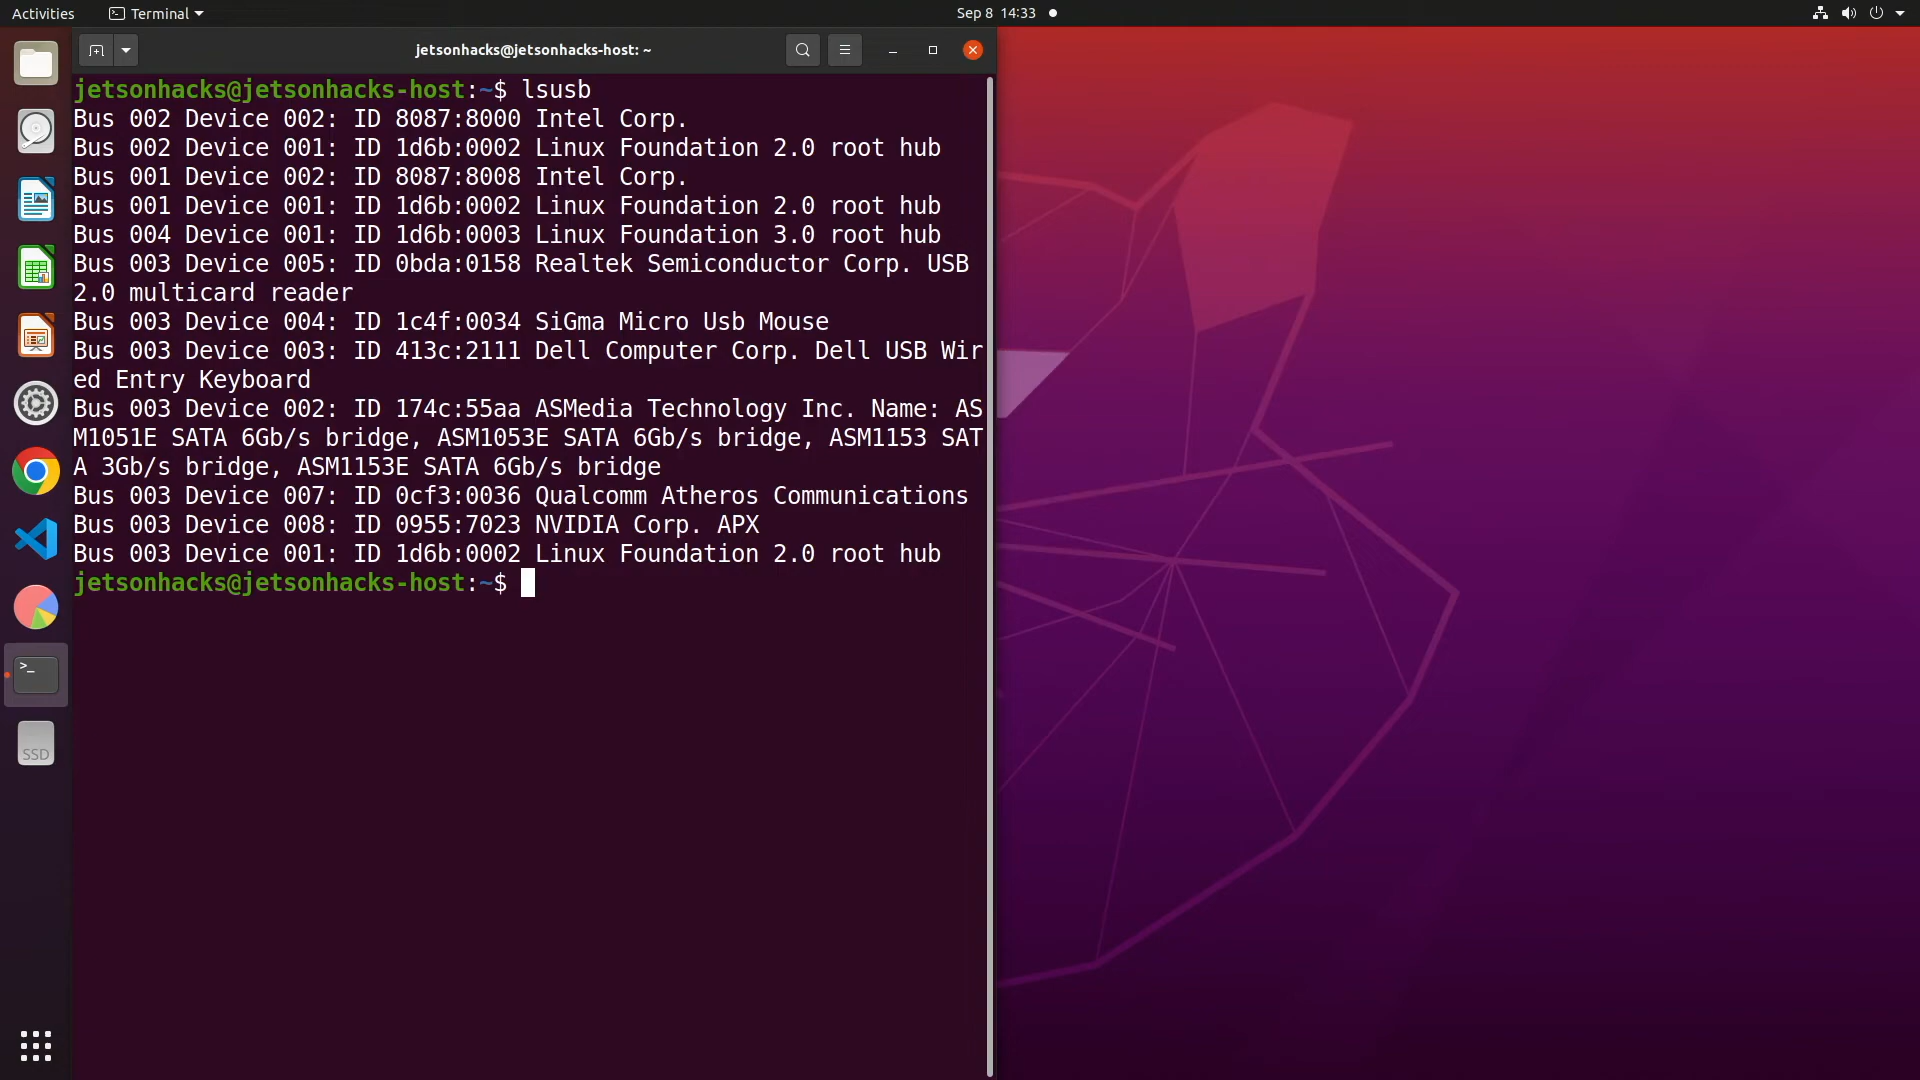 Activities
Terminal
Sep 8 14:33
jetsonhacks@jetsonhacks-host: ~
jetsonhacks@jetsonhacks-host:~$ lsusb
Bus 002 Device 002: ID 8087:8000 Intel Corp.
Bus 002 Device 001: ID 1d6b:0002 Linux Foundation 2.0 root hub
Bus 001 Device 002: ID 8087:8008 Intel Corp.
Bus 001 Device 001: ID 1d6b:0002 Linux Foundation 2.0 root hub
Bus 004 Device 001: ID 1d6b:0003 Linux Foundation 3.0 root hub
Bus 003 Device 005: ID 0bda:0158 Realtek Semiconductor Corp. USB
2.0 multicard reader
Bus 003 Device 004: ID 1c4f:0034 SiGma Micro Usb Mouse
Bus 003 Device 003: ID 413c:2111 Dell Computer Corp. Dell USB Wir
ed Entry Keyboard
Bus 003 Device 002: ID 174c:55aa ASMedia Technology Inc. Name: AS
M1051E SATA 6Gb/s bridge, ASM1053E SATA 6Gb/s bridge, ASM1153 SAT
A 3Gb/s bridge, ASM1153E SATA 6Gb/s bridge
Bus 003 Device 007: ID 0cf3:0036 Qualcomm Atheros Communications
Bus 003 Device 008: ID 0955:7023 NVIDIA Corp. APX
Bus 003 Device 001: ID 1d6b:0002 Linux Foundation 2.0 root hub
jetsonhacks@jetsonhacks-host:~$
>_
SSD